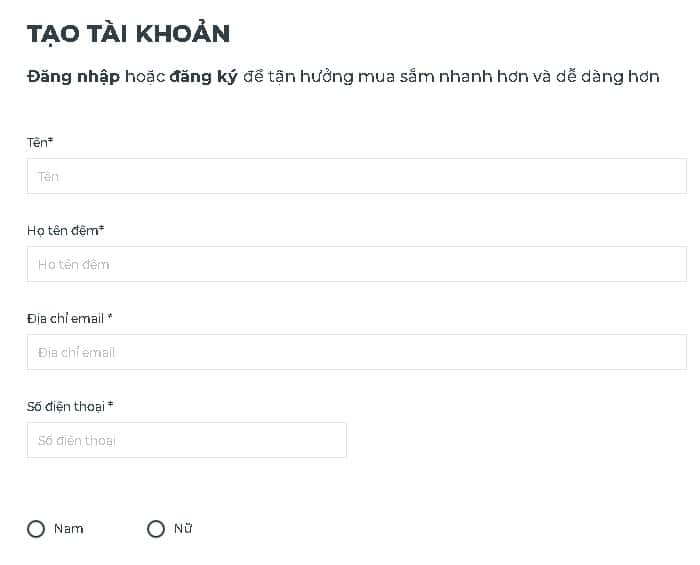 TẠO TÀI KHOẢN
Đăng nhập hoặc đăng ký để tận hưởng mua sắm nhanh hơn và dễ dàng hơn
Tên*
Tên
Họ tên đệm*
Họ tên đệm
Địa chỉ email *
Địa chỉ email
Số điện thoại *
Số điện thoại
Nam Nữ